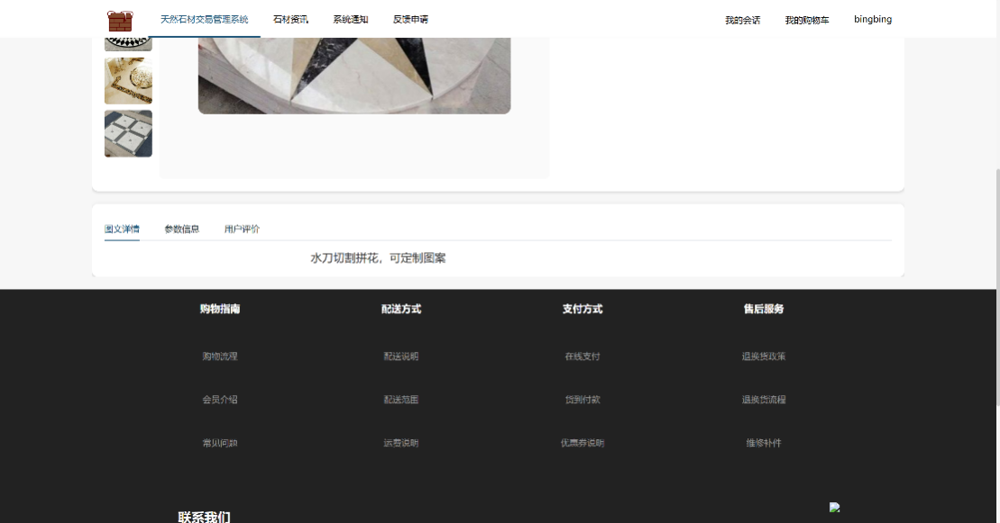 天然石材交易管理系统 石材资讯 系统通知 反馈申请 我的会话 我的购物车 bingbing
图文详情 参数信息 用户评价
水刀切割拼花，可定制图案
购物指南 配送方式 支付方式 售后服务
购物流程 配送说明 在线支付 退换货政策
会员介绍 配送范围 货到付款 退换货流程
常见问题 运费说明 优惠券说明 维修补件
联系我们